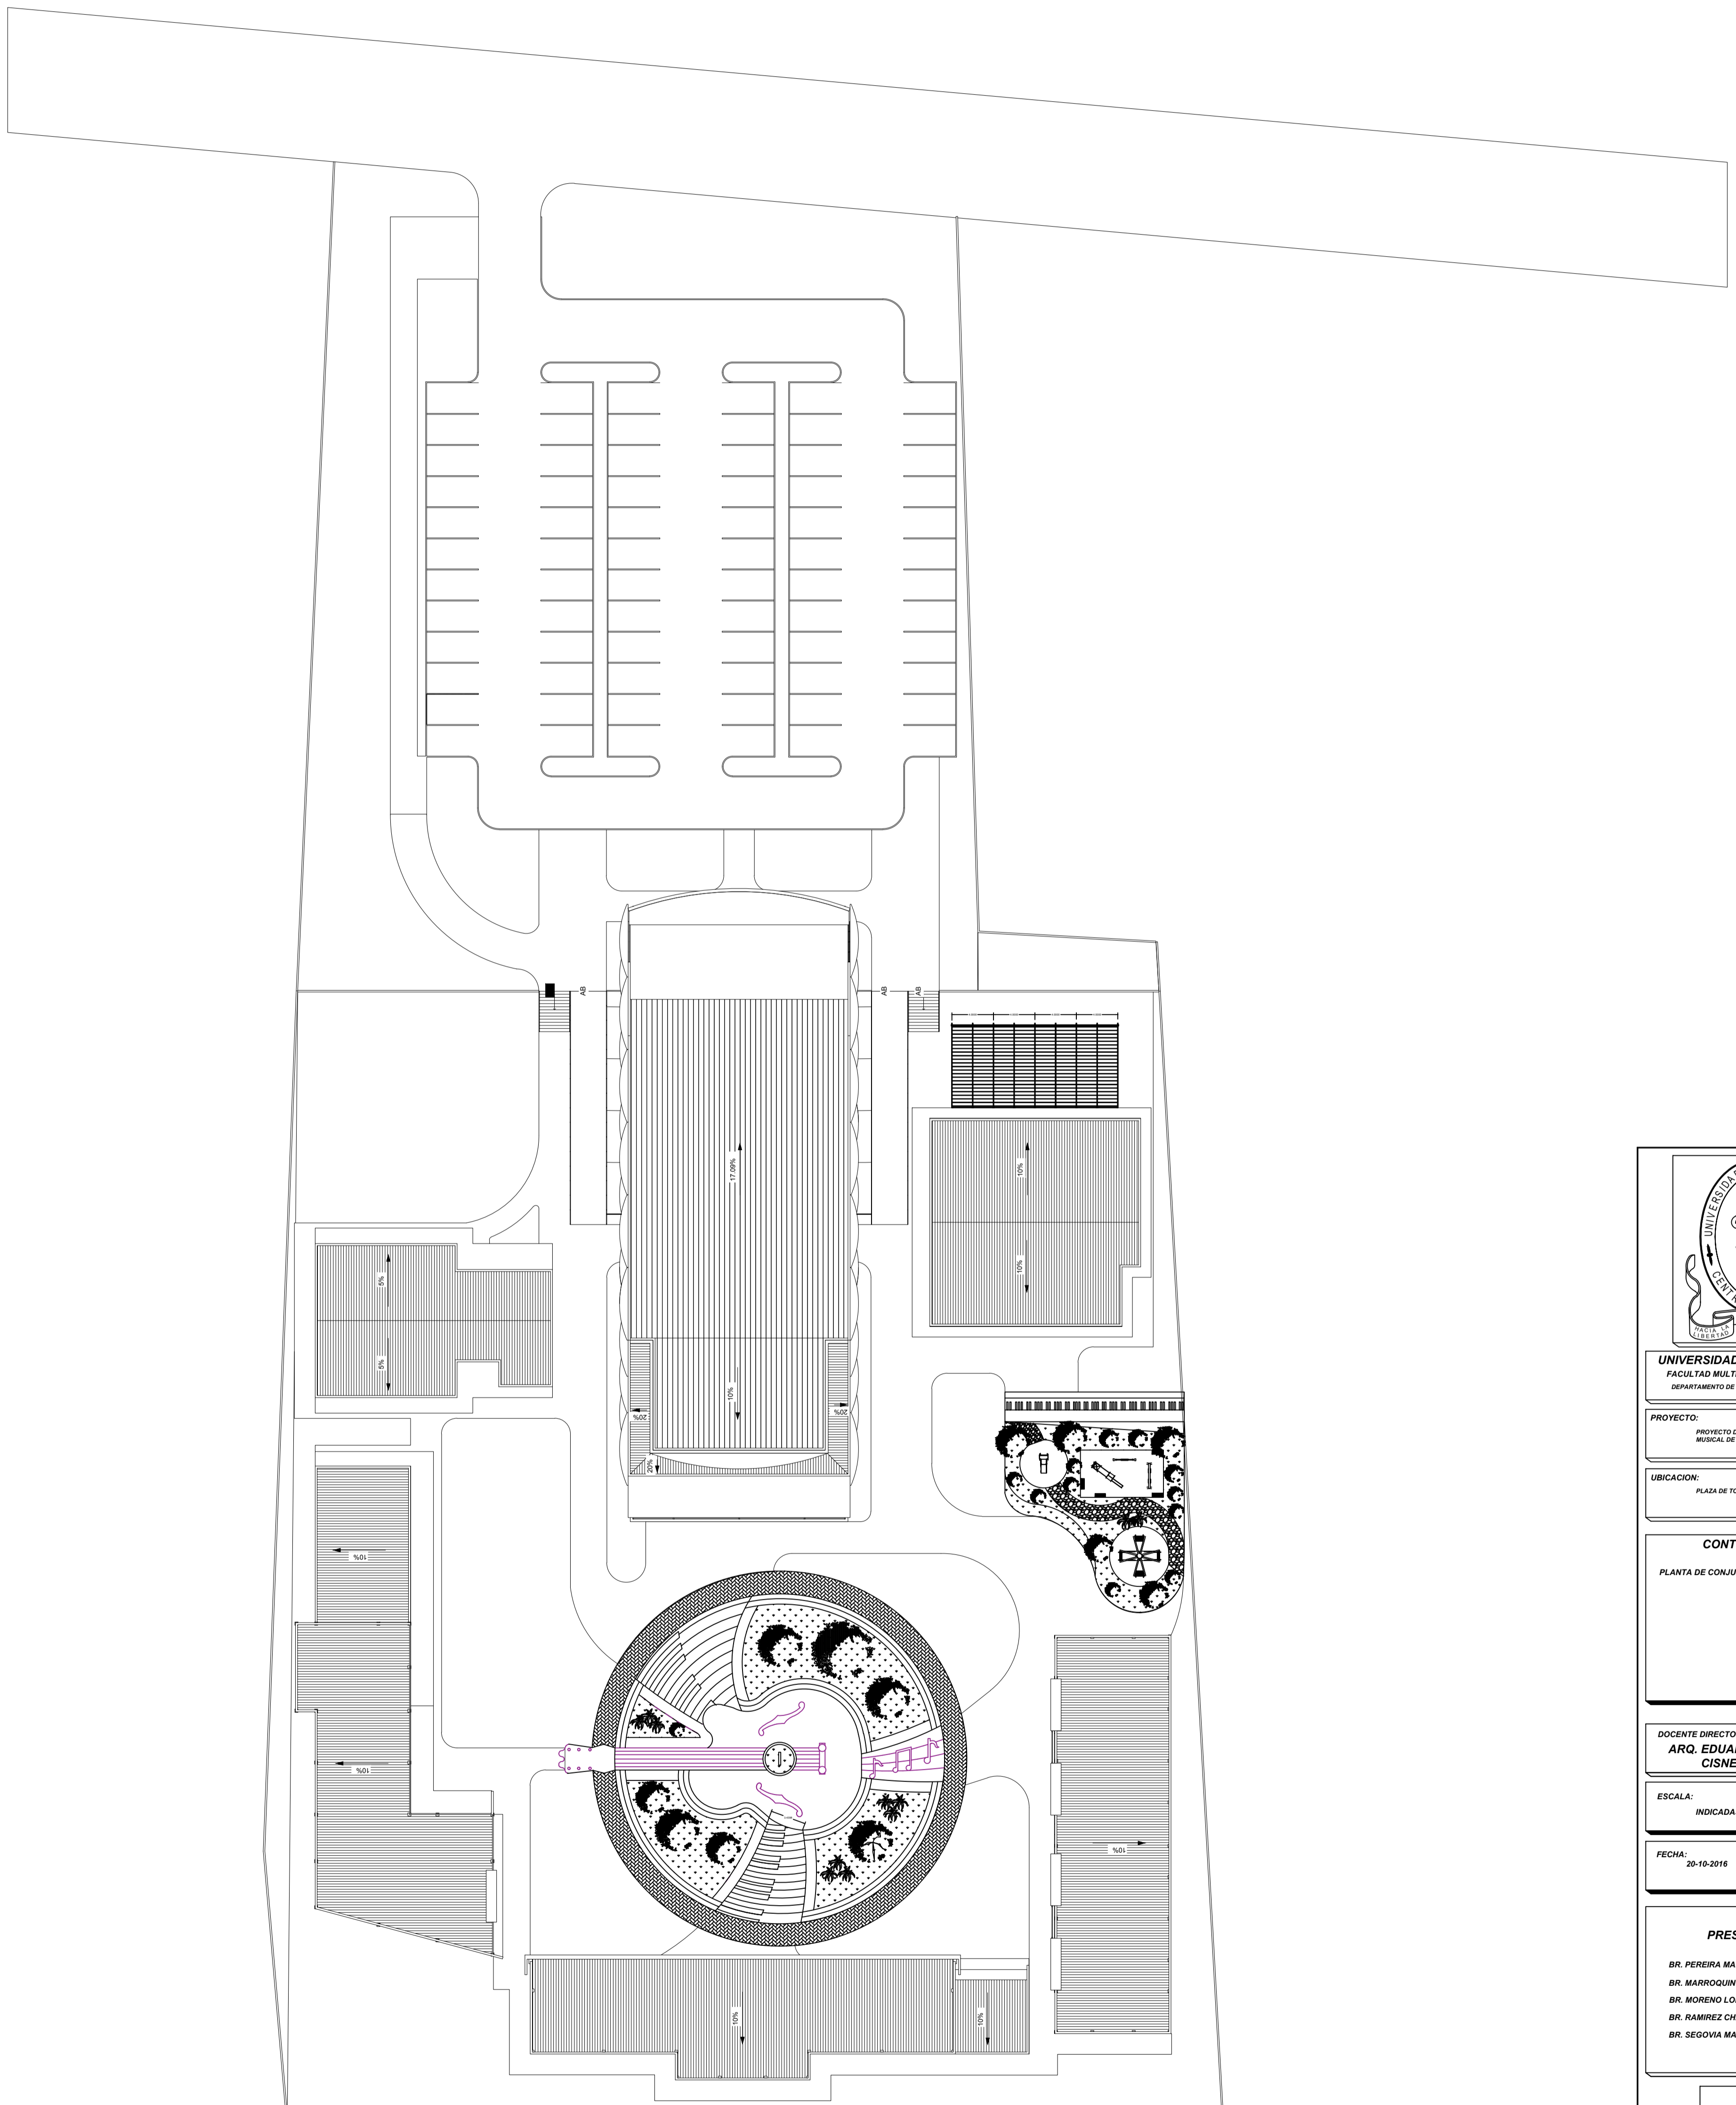 AB
AB
AB
17.09%
10%
10%
5%
5%
10%
20%
20%
20%
10%
10%
10%
10%
10%
HACIA LA
LIBERTAD
UNIVERSIDAD
FACULTAD MULTI
DEPARTAMENTO DE
PROYECTO:
PROYECTO D
MUSICAL DE
UBICACION:
PLAZA DE TO
CONT
PLANTA DE CONJU
DOCENTE DIRECTO
ARQ. EDUA
CISNE
ESCALA:
INDICADA
FECHA:
20-10-2016
PRES
BR. PEREIRA MA
BR. MARROQUIN
BR. MORENO LO
BR. RAMIREZ CH
BR. SEGOVIA MA